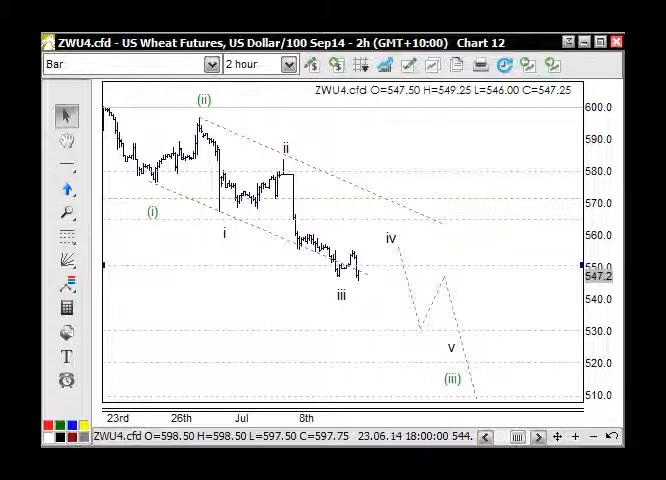 ZWU4.cfd - US Wheat Futures, US Dollar/100 Sep14 - 2h (GMT+10:00) Chart 12
Bar 2 hour
ZWU4.cfd O=547.50 H=549.25 L=546.00 C=547.25
600.0
(ii)
590.0
ii
580.0
(i)
570.0
i
iv
560.0
550.0
547.2
iii
540.0
530.0
v
520.0
(iii)
510.0
T
23rd 26th Jul 8th
ZWU4.cfd O=598.50 H=598.50 L=597.50 C=597.75 23.06.14 18:00:00 544.